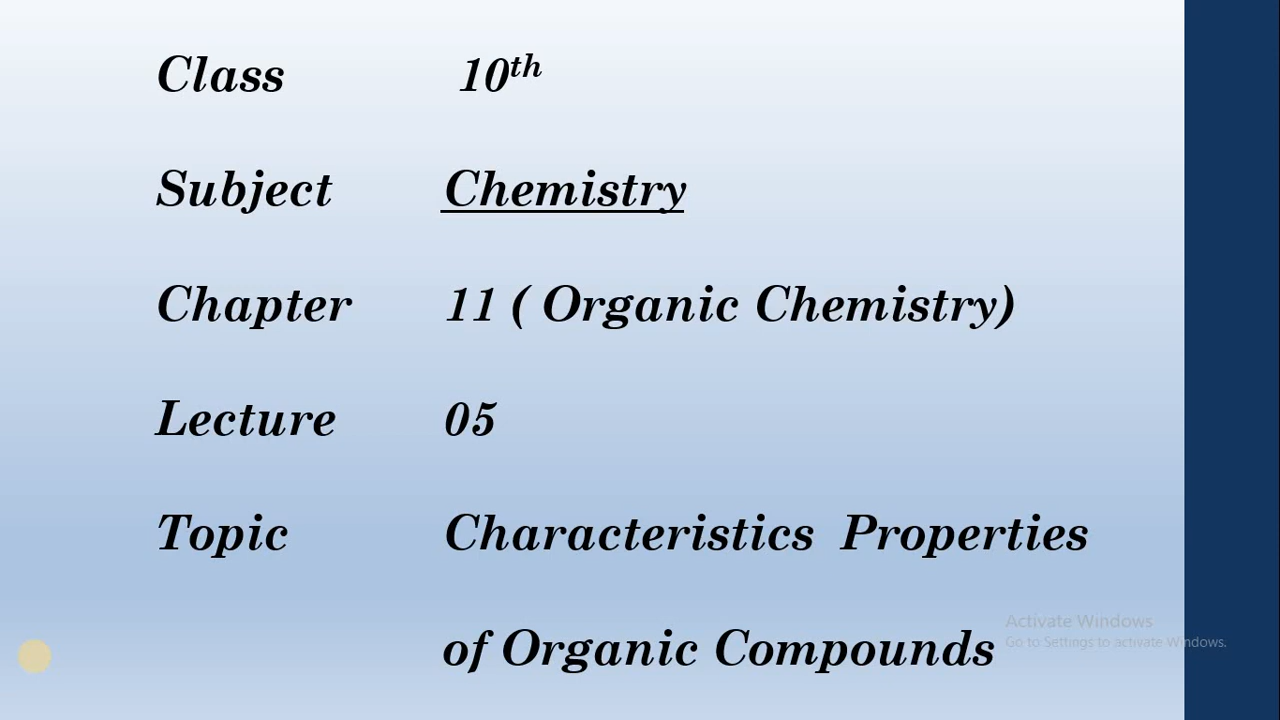 Class 10th
Subject Chemistry
Chapter 11 ( Organic Chemistry)
Lecture 05
Topic Characteristics Properties
of Organic Compounds
Activate Windows
Go to Settings to activate Windows.